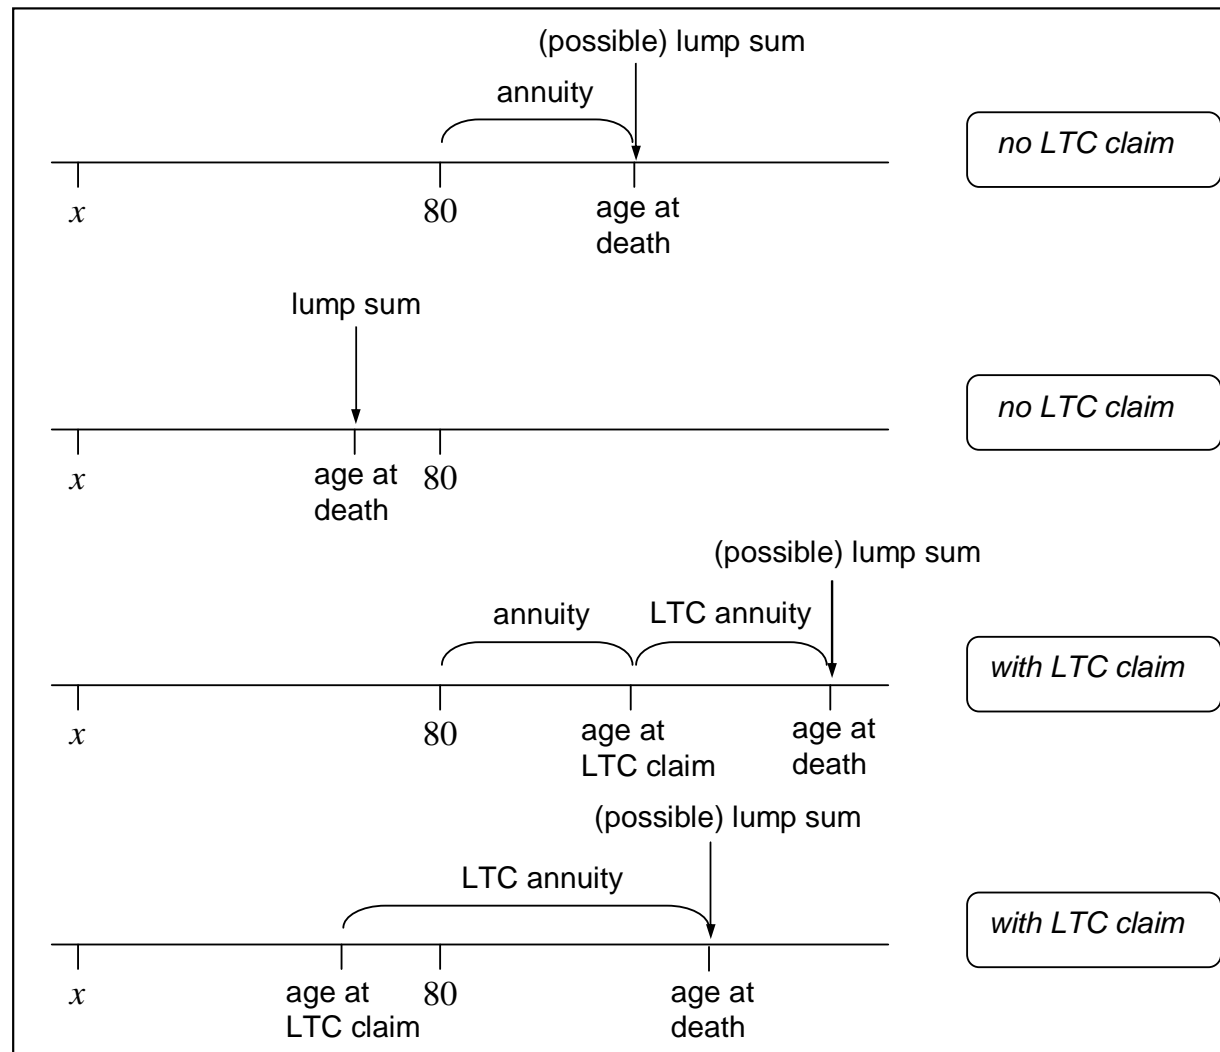 (possible) lump sum
annuity
no LTC claim
x
80
age at
death
lump sum
no LTC claim
x
age at
death
80
(possible) lump sum
annuity
LTC annuity
with LTC claim
x
80
age at
LTC claim
age at
death
(possible) lump sum
LTC annuity
with LTC claim
x
age at
LTC claim
80
age at
death